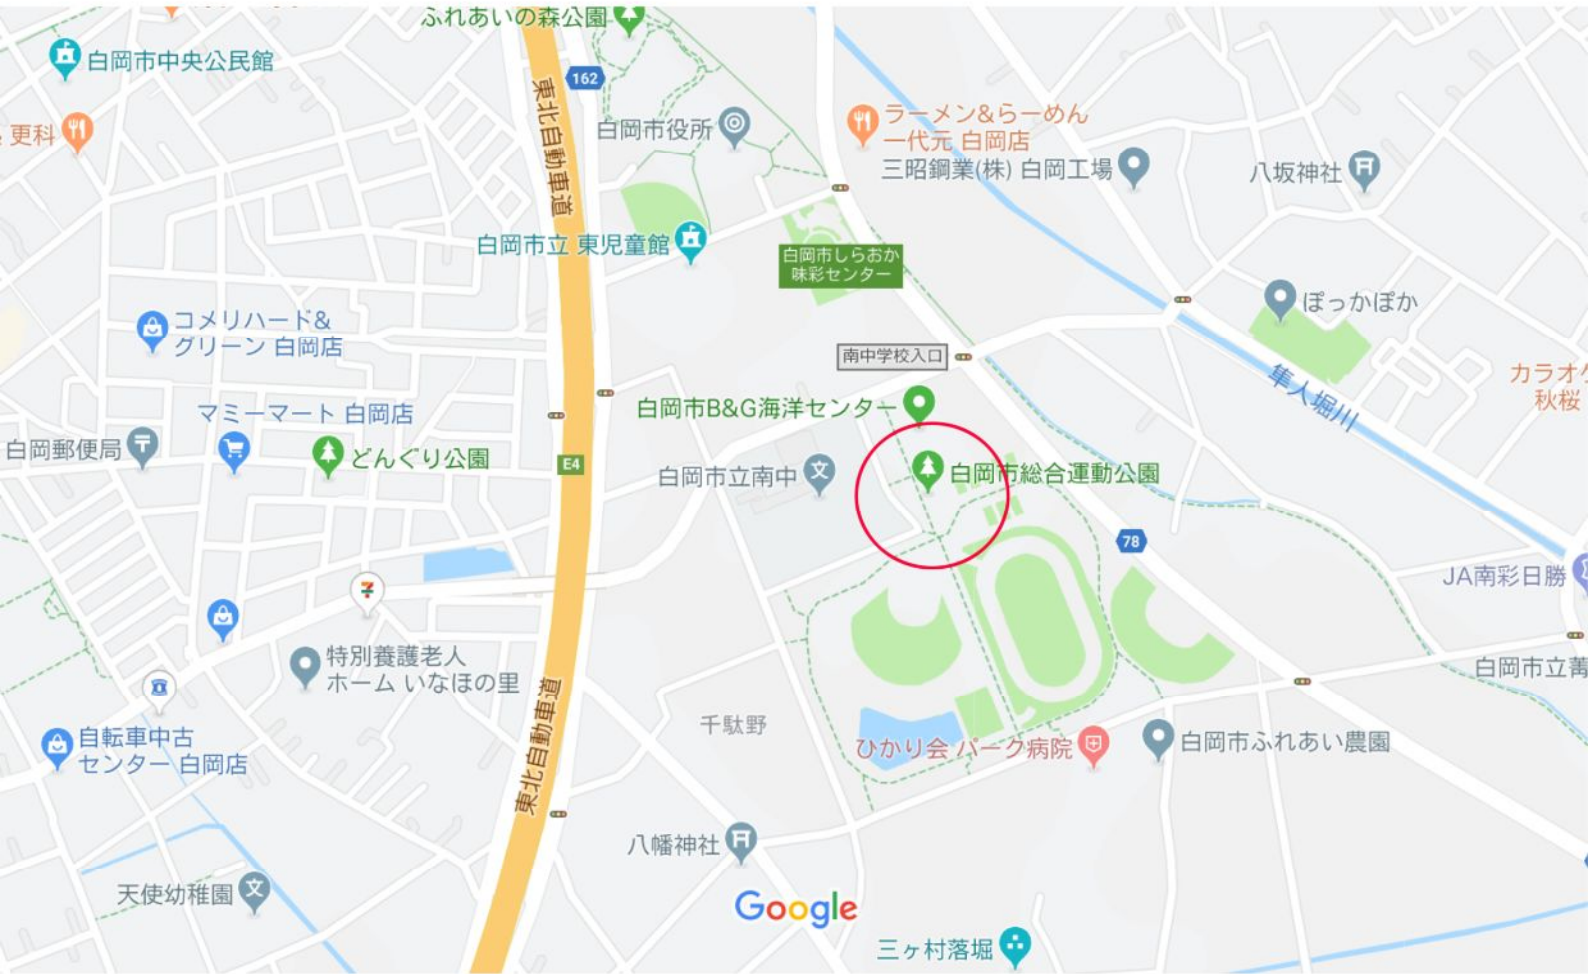 ふれあいの森公園
白岡市中央公民館
162
東北自動車道
白岡市役所
ラーメン&らーめん
一代元 白岡店
更科
三昭鋼業(株) 白岡工場
八坂神社
白岡市立 東児童館
白岡市しらおか
味彩センター
ぽっかぽか
コメリハード&
グリーン 白岡店
南中学校入口
カラオケ
秋桜
隼人堀川
マミーマート 白岡店
白岡市B&G海洋センター
白岡郵便局
どんぐり公園
E4
白岡市立南中
文
白岡市総合運動公園
78
JA南彩日勝
特別養護老人
ホーム いなほの里
白岡市立菁
東北自動車道
千駄野
自転車中古
センター 白岡店
ひかり会 パーク病院
白岡市ふれあい農園
八幡神社
天使幼稚園
文
Google
三ヶ村落堀